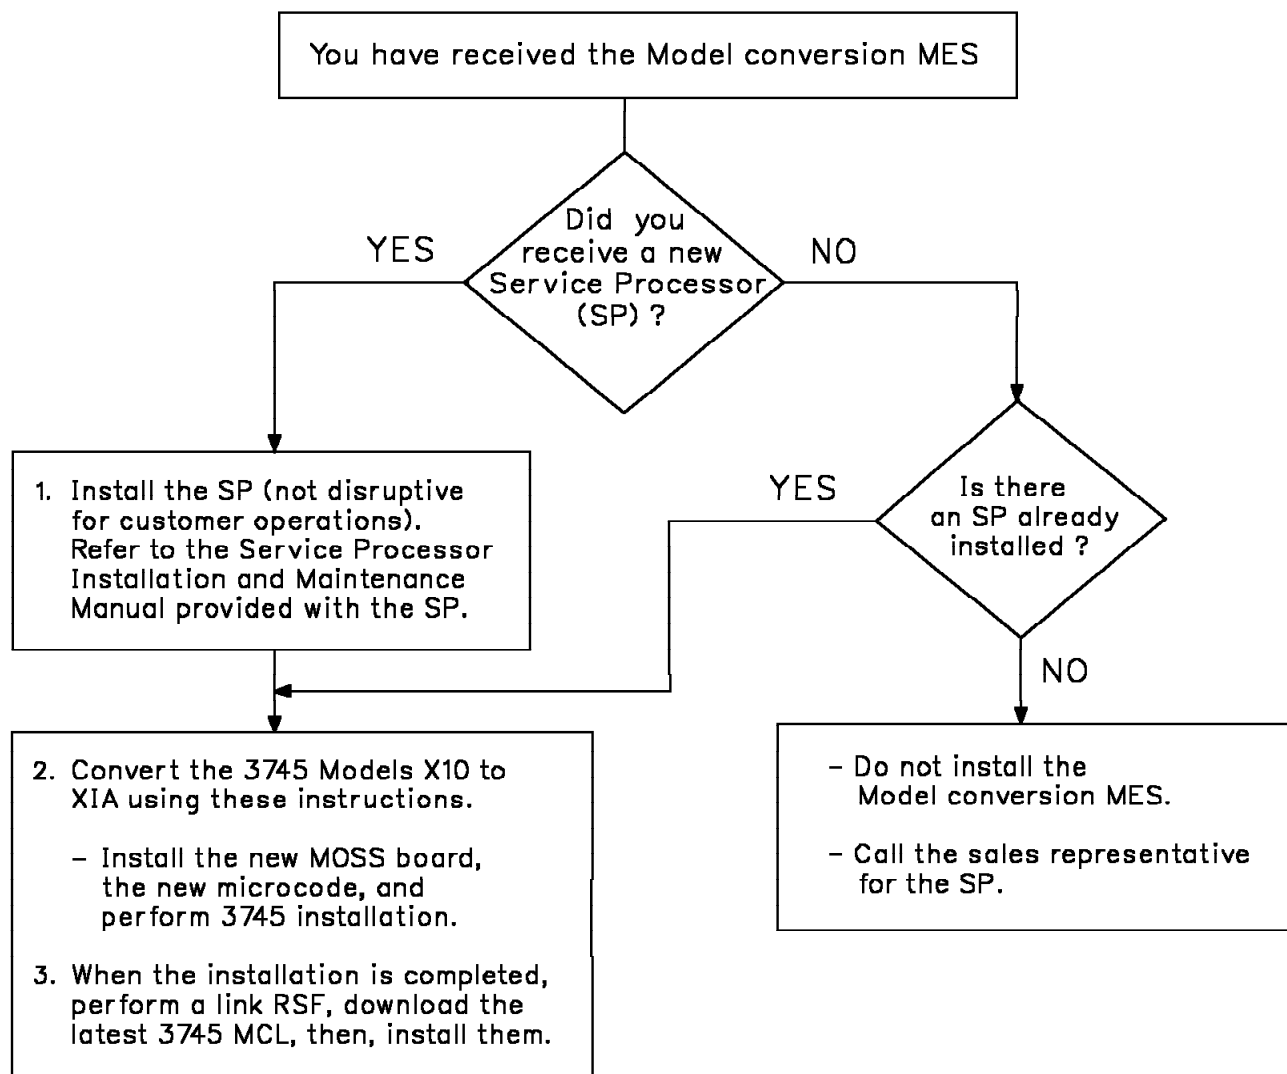 You have received the Model conversion MES
Did you
receive a new
Service Processor
(SP) ?
YES
NO
1. Install the SP (not disruptive
for customer operations).
Refer to the Service Processor
Installation and Maintenance
Manual provided with the SP.
YES
Is there
an SP already
installed ?
NO
2. Convert the 3745 Models X10 to
XIA using these instructions.
– Install the new MOSS board,
the new microcode, and
perform 3745 installation.
3. When the installation is completed,
perform a link RSF, download the
latest 3745 MCL, then, install them.
– Do not install the
Model conversion MES.
– Call the sales representative
for the SP.